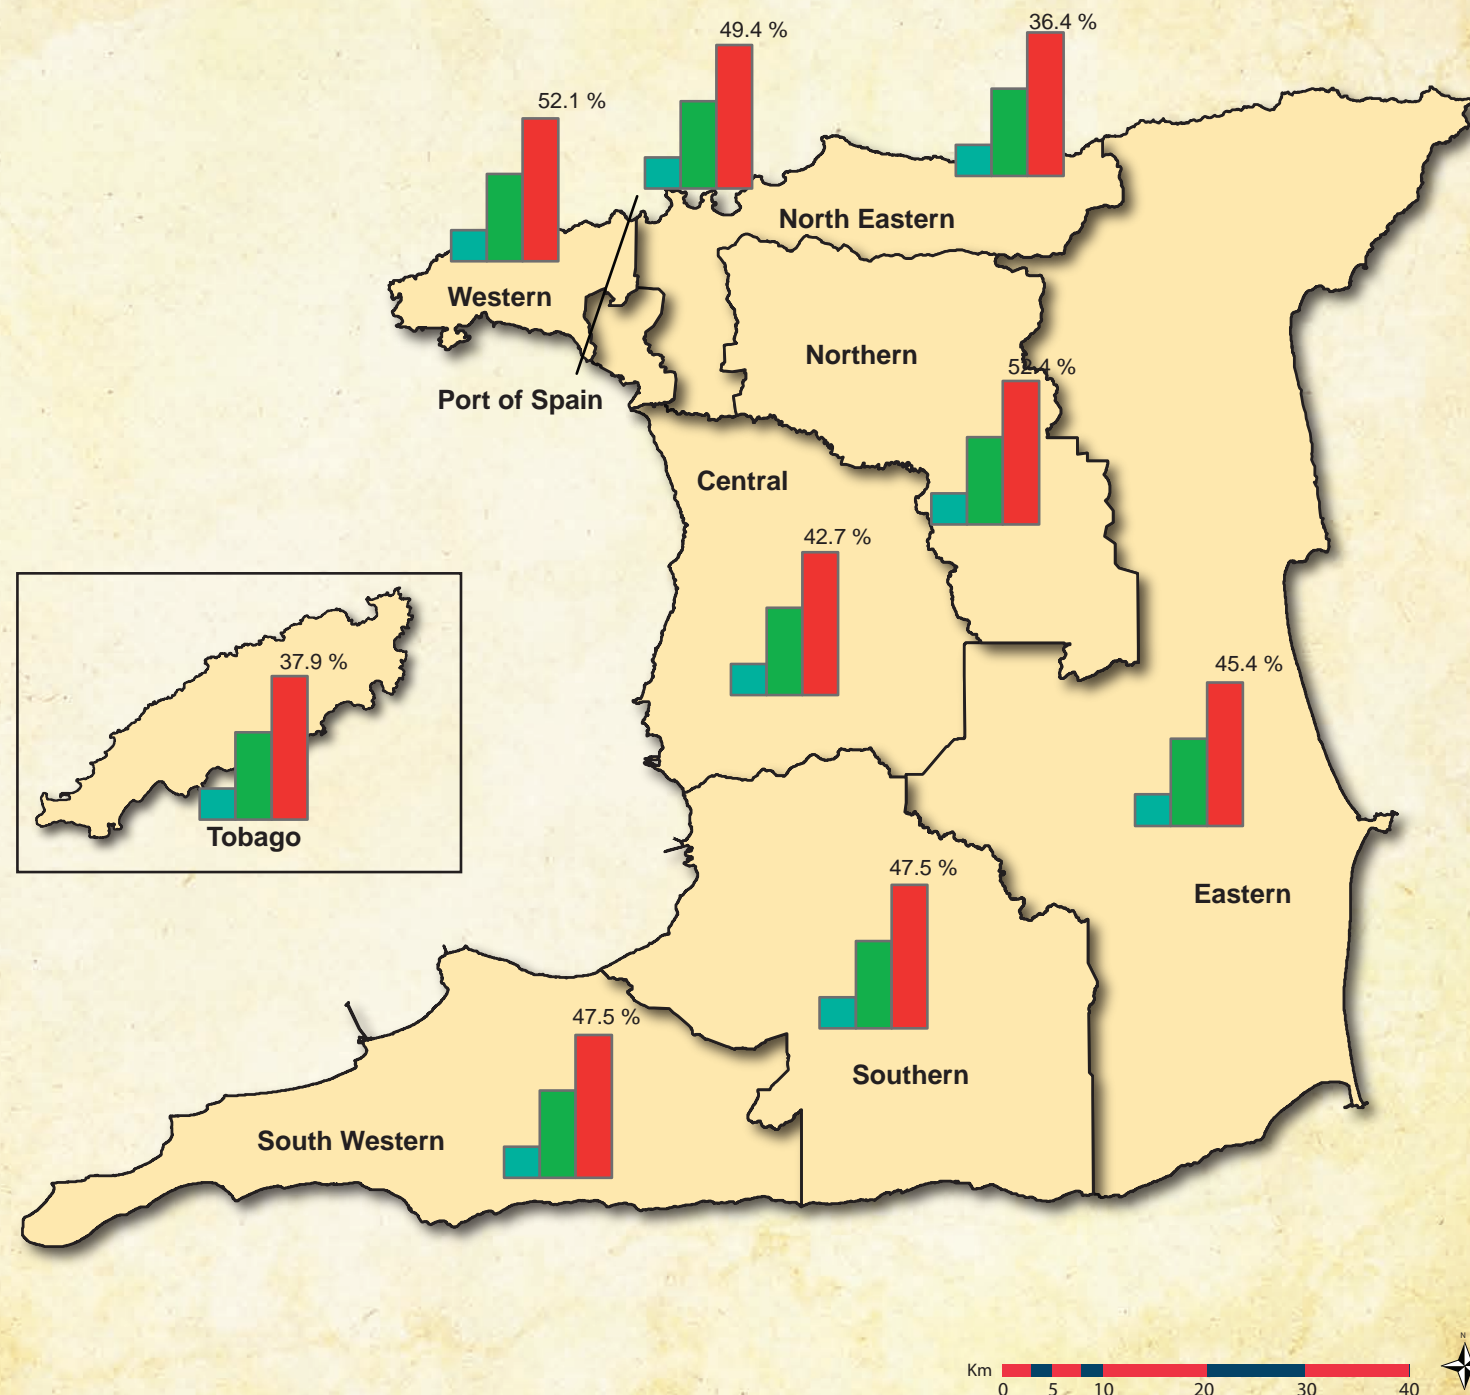 36.4 %
49.4 %
52.1 %
North Eastern
Western
Northern
52.4 %
Port of Spain
Central
42.7 %
37.9 %
45.4 %
Tobago
47.5 %
Eastern
47.5 %
Southern
South Western
N
Km
0 5 10 20 30 40